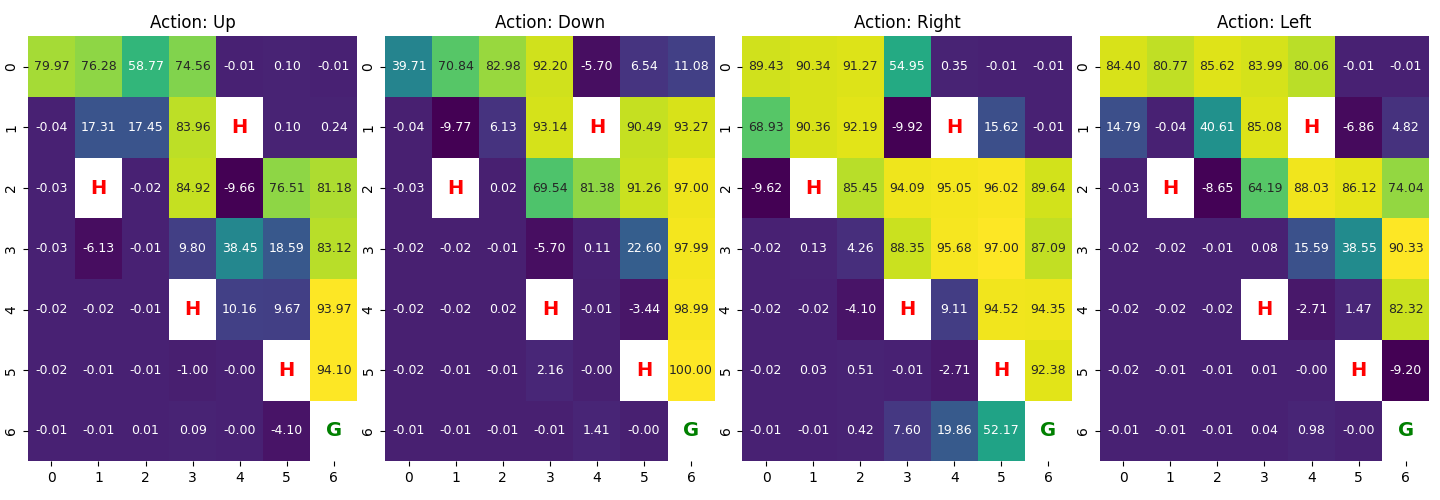 Action: Up Action: Down Action: Right Action: Left
0 79.97 76.28 58.77 74.56 -0.01 0.10 -0.01 0 39.71 70.84 82.98 92.20 -5.70 6.54 11.08 0 89.43 90.34 91.27 54.95 0.35 -0.01 -0.01 0 84.40 80.77 85.62 83.99 80.06 -0.01 -0.01
1 -0.04 17.31 17.45 83.96 H 0.10 0.24 1 -0.04 -9.77 6.13 93.14 H 90.49 93.27 1 68.93 90.36 92.19 -9.92 H 15.62 -0.01 1 14.79 -0.04 40.61 85.08 H -6.86 4.82
2 -0.03 H -0.02 84.92 -9.66 76.51 81.18 2 -0.03 H 0.02 69.54 81.38 91.26 97.00 2 -9.62 H 85.45 94.09 95.05 96.02 89.64 2 -0.03 H -8.65 64.19 88.03 86.12 74.04
3 -0.03 -6.13 -0.01 9.80 38.45 18.59 83.12 3 -0.02 -0.02 -0.01 -5.70 0.11 22.60 97.99 3 -0.02 0.13 4.26 88.35 95.68 97.00 87.09 3 -0.02 -0.02 -0.01 0.08 15.59 38.55 90.33
4 -0.02 -0.02 -0.01 H 10.16 9.67 93.97 4 -0.02 -0.01 0.02 H -0.01 -3.44 98.99 4 -0.02 -0.02 -4.10 H 9.11 94.52 94.35 4 -0.02 -0.02 -0.02 H -2.71 1.47 82.32
5 -0.02 -0.01 -0.01 -1.00 -0.00 H 94.10 5 -0.02 -0.01 -0.01 2.16 -0.00 H 100.00 5 -0.01 0.03 0.51 -0.01 -2.71 H 92.38 5 -0.02 -0.01 -0.01 0.01 -0.00 H -9.20
6 -0.01 -0.01 0.01 0.09 -0.00 -4.10 G 6 -0.01 -0.01 -0.01 -0.01 1.41 -0.00 G 6 -0.01 -0.01 0.42 7.60 19.86 52.17 G 6 -0.01 -0.01 -0.01 0.04 0.98 -0.00 G
0 1 2 3 4 5 6 0 1 2 3 4 5 6 0 1 2 3 4 5 6 0 1 2 3 4 5 6